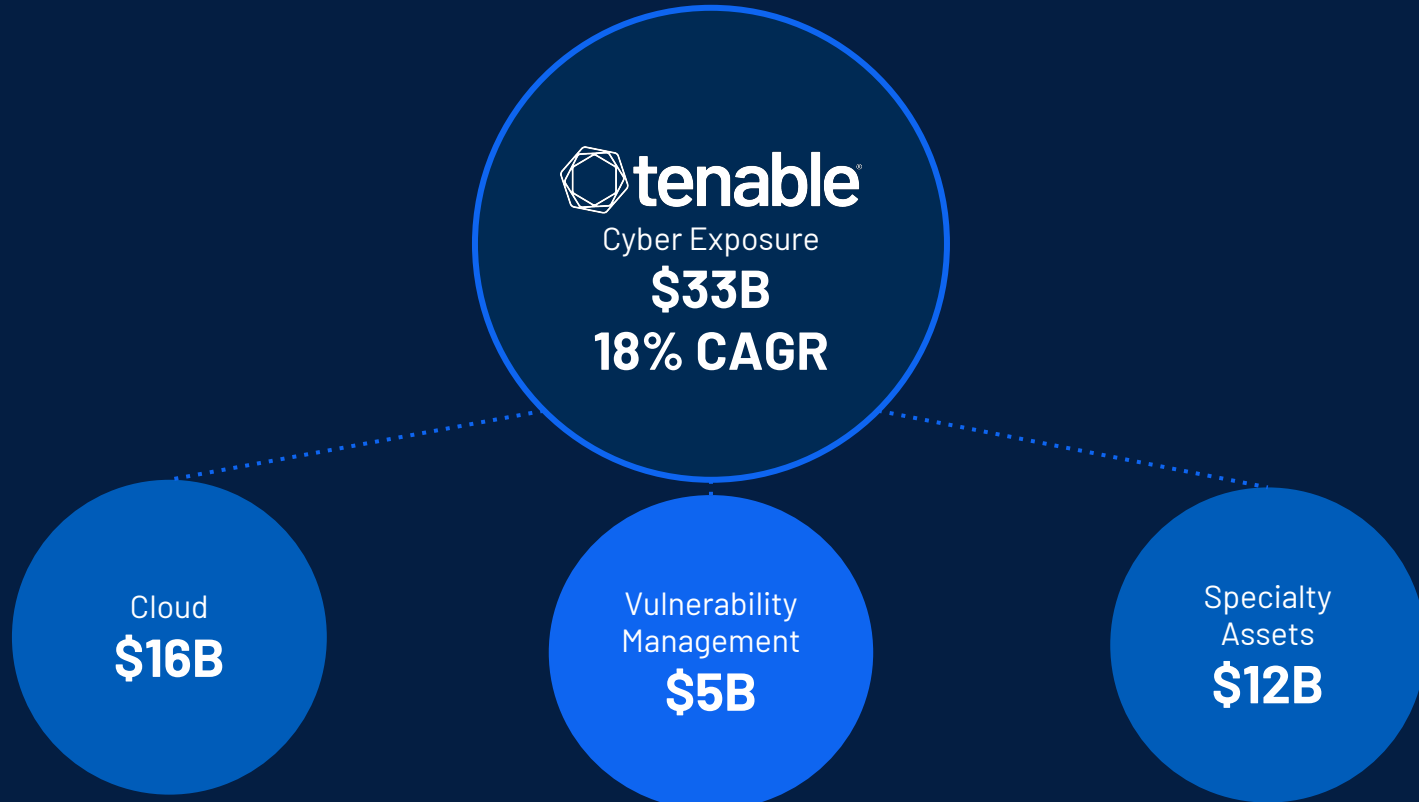 tenable®
Cyber Exposure
$33B
18% CAGR
Cloud
$16B
Vulnerability
Management
$5B
Specialty
Assets
$12B